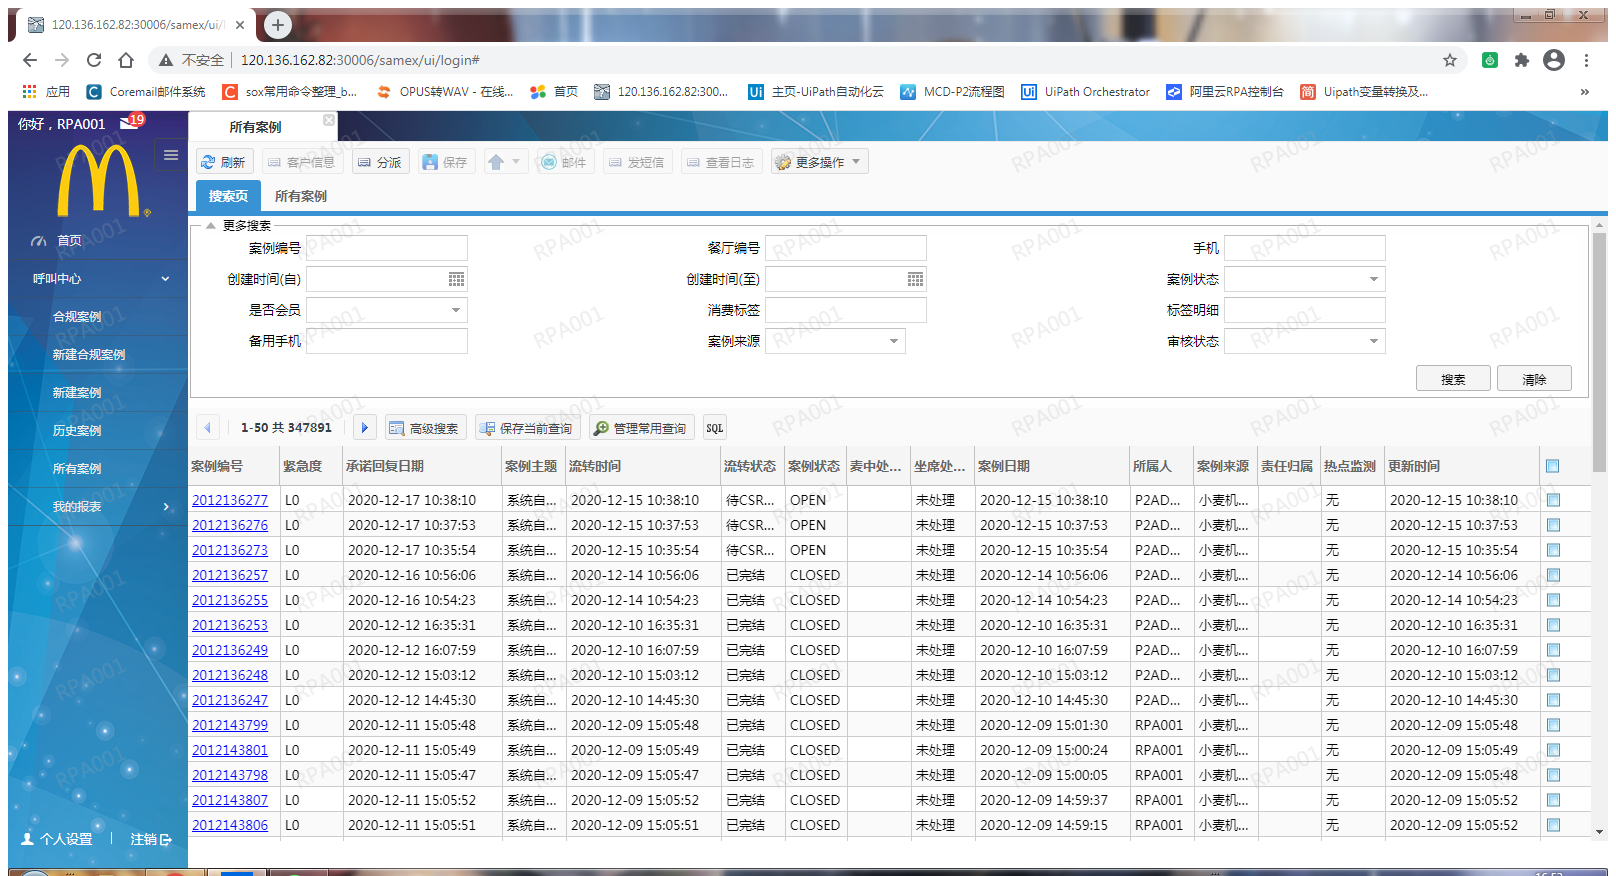 120.136.162.82:30006/samex/ui/
不安全 120.136.162.82:30006/samex/ui/login#
应用 Coremail邮件系统 sox常用命令整理_b... OPUS转WAV - 在线... 首页 120.136.162.82:300... 主页-UiPath自动化云 MCD-P2流程图 UiPath Orchestrator 阿里云RPA控制台 Uipath变量转换及...
你好，RPA001 19
所有案例
刷新 客户信息 分派 保存 邮件 发短信 查看日志 更多操作
搜索页 所有案例
首页
呼叫中心
合规案例
新建合规案例
新建案例
历史案例
所有案例
我的报表
个人设置 注销
更多搜索
案例编号 餐厅编号 手机
创建时间(自) 创建时间(至) 案例状态
是否会员 消费标签 标签明细
备用手机 案例来源 审核状态
搜索 清除
1-50 共 347891 高级搜索 保存当前查询 管理常用查询 SQL
案例编号 紧急度 承诺回复日期 案例主题 流转时间 流转状态 案例状态 麦中处... 坐席处... 案例日期 所属人 案例来源 责任归属 热点监测 更新时间
2012136277 L0 2020-12-17 10:38:10 系统自... 2020-12-15 10:38:10 待CSR... OPEN 未处理 2020-12-15 10:38:10 P2AD... 小麦机... 无 2020-12-15 10:38:10
2012136276 L0 2020-12-17 10:37:53 系统自... 2020-12-15 10:37:53 待CSR... OPEN 未处理 2020-12-15 10:37:53 P2AD... 小麦机... 无 2020-12-15 10:37:53
2012136273 L0 2020-12-17 10:35:54 系统自... 2020-12-15 10:35:54 待CSR... OPEN 未处理 2020-12-15 10:35:54 P2AD... 小麦机... 无 2020-12-15 10:35:54
2012136257 L0 2020-12-16 10:56:06 系统自... 2020-12-14 10:56:06 已完结 CLOSED 未处理 2020-12-14 10:56:06 P2AD... 小麦机... 无 2020-12-14 10:56:06
2012136255 L0 2020-12-16 10:54:23 系统自... 2020-12-14 10:54:23 已完结 CLOSED 未处理 2020-12-14 10:54:23 P2AD... 小麦机... 无 2020-12-14 10:54:23
2012136253 L0 2020-12-12 16:35:31 系统自... 2020-12-10 16:35:31 已完结 CLOSED 未处理 2020-12-10 16:35:31 P2AD... 小麦机... 无 2020-12-10 16:35:31
2012136249 L0 2020-12-12 16:07:59 系统自... 2020-12-10 16:07:59 已完结 CLOSED 未处理 2020-12-10 16:07:59 P2AD... 小麦机... 无 2020-12-10 16:07:59
2012136248 L0 2020-12-12 15:03:12 系统自... 2020-12-10 15:03:12 已完结 CLOSED 未处理 2020-12-10 15:03:12 P2AD... 小麦机... 无 2020-12-10 15:03:12
2012136247 L0 2020-12-12 14:45:30 系统自... 2020-12-10 14:45:30 已完结 CLOSED 未处理 2020-12-10 14:45:30 P2AD... 小麦机... 无 2020-12-10 14:45:30
2012143799 L0 2020-12-11 15:05:48 系统自... 2020-12-09 15:05:48 已完结 CLOSED 未处理 2020-12-09 15:01:30 RPA001 小麦机... 无 2020-12-09 15:05:48
2012143801 L0 2020-12-11 15:05:49 系统自... 2020-12-09 15:05:49 已完结 CLOSED 未处理 2020-12-09 15:00:24 RPA001 小麦机... 无 2020-12-09 15:05:49
2012143798 L0 2020-12-11 15:05:47 系统自... 2020-12-09 15:05:47 已完结 CLOSED 未处理 2020-12-09 15:00:05 RPA001 小麦机... 无 2020-12-09 15:05:48
2012143807 L0 2020-12-11 15:05:52 系统自... 2020-12-09 15:05:52 已完结 CLOSED 未处理 2020-12-09 14:59:37 RPA001 小麦机... 无 2020-12-09 15:05:52
2012143806 L0 2020-12-11 15:05:51 系统自... 2020-12-09 15:05:51 已完结 CLOSED 未处理 2020-12-09 14:59:15 RPA001 小麦机... 无 2020-12-09 15:05:52